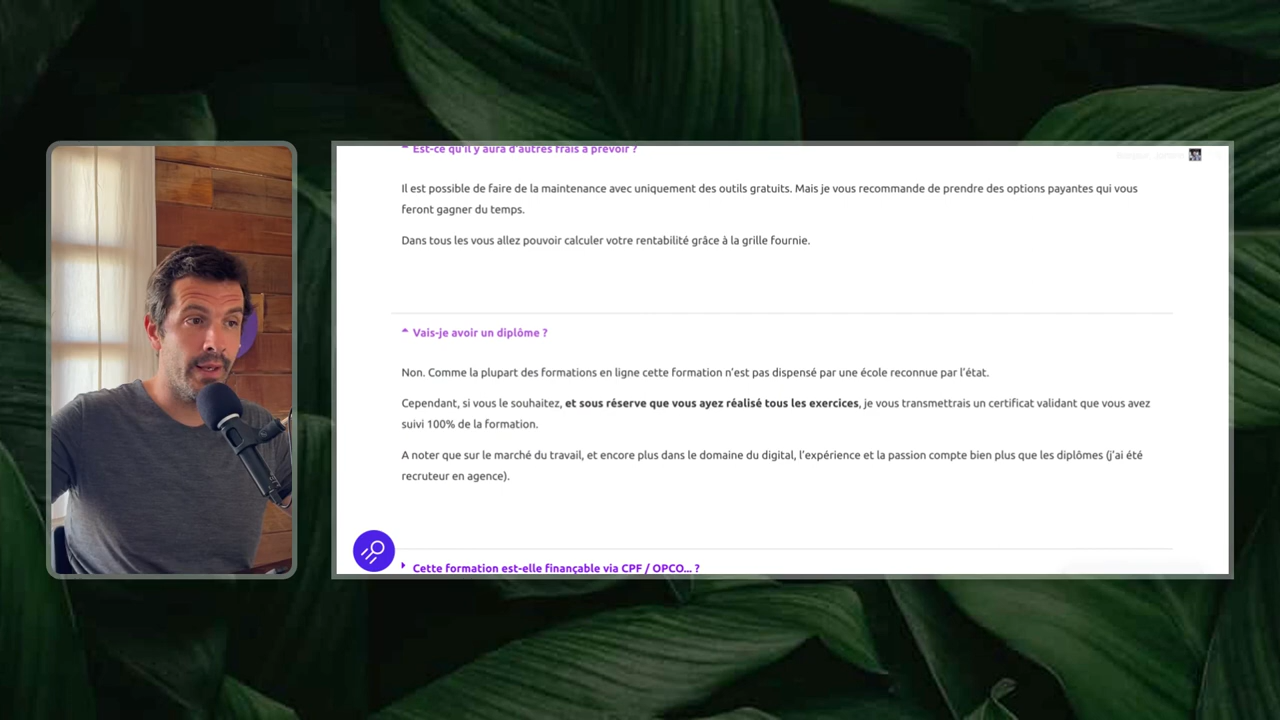 Est-ce qu'il y aura d'autres frais à prévoir ?
Il est possible de faire de la maintenance avec uniquement des outils gratuits. Mais je vous recommande de prendre des options payantes qui vous
feront gagner du temps.
Dans tous les vous allez pouvoir calculer votre rentabilité grâce à la grille fournie.
Vais-je avoir un diplôme ?
Non. Comme la plupart des formations en ligne cette formation n'est pas dispensé par une école reconnue par l'état.
Cependant, si vous le souhaitez, et sous réserve que vous ayez réalisé tous les exercices, je vous transmettrais un certificat validant que vous avez
suivi 100% de la formation.
A noter que sur le marché du travail, et encore plus dans le domaine du digital, l'expérience et la passion compte bien plus que les diplômes (j'ai été
recruteur en agence).
Cette formation est-elle finançable via CPF / OPCO... ?